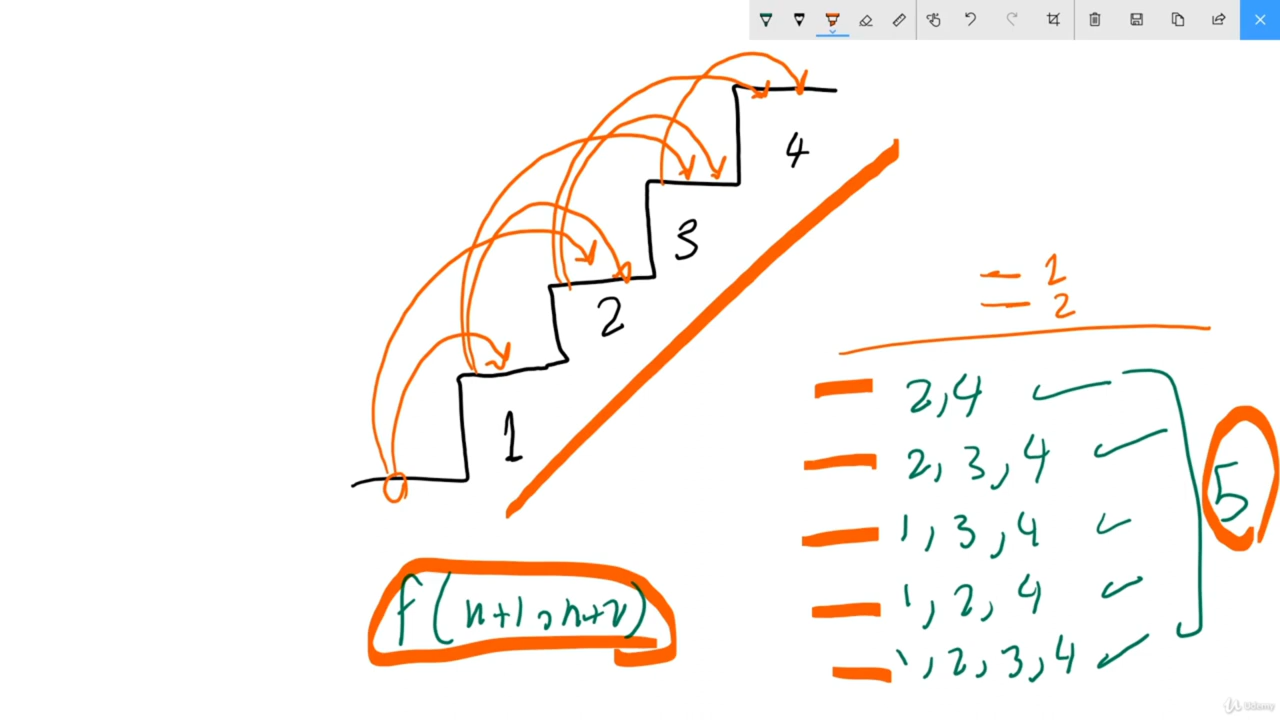 4
3
2
1
f(n+1, n+2)
– 1
– 2
– 2,4 ✓
– 2,3,4 ✓
– 1,3,4 ✓
– 1,2,4 ✓
– 1,2,3,4 ✓
5
Udemy